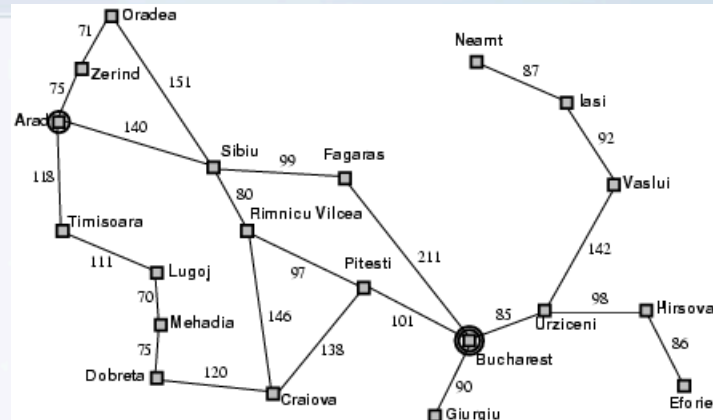 Oradea
71
Neamt
Zerind
87
75
151
Iasi
Arad
140
92
Sibiu
Fagaras
99
118
80
Vaslui
Timisoara
Rimnicu Vilcea
142
111
211
Lugoj
97
Pitesti
70
98
Hirsova
85
146
101
Urziceni
Mehadia
138
86
75
Bucharest
120
Dobreta
90
Craiova
Eforie
Giurgiu